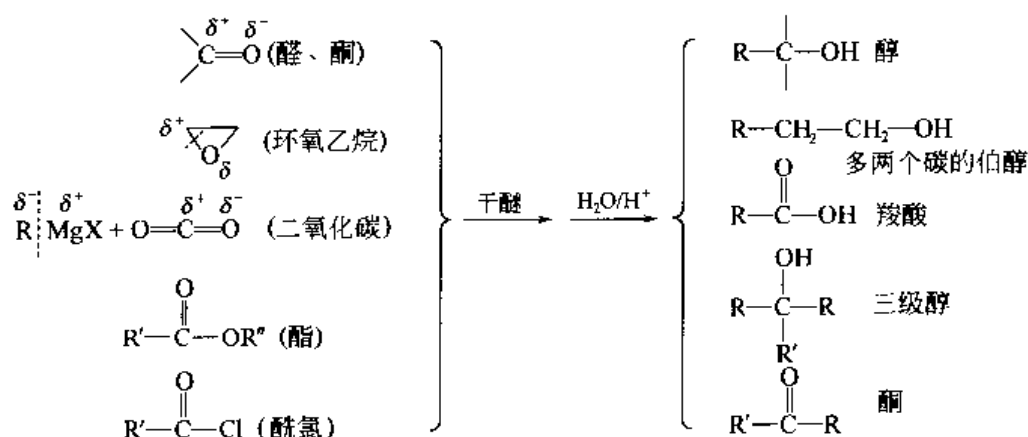 δ⁺ δ⁻
C=O (醛、酮)
R—C—OH 醇
δ⁺ O δ (环氧乙烷)
R—CH₂—CH₂—OH
多两个碳的伯醇
δ⁻ δ⁺ δ⁺ δ⁻
R MgX + O=C=O (二氧化碳)
干醚 H₂O/H⁺
O
R—C—OH 羧酸
O
R′—C—OR″ (酯)
OH
R—C—R 三级醇
R′
O
R′—C—Cl (酰氯)
O
R′—C—R 酮